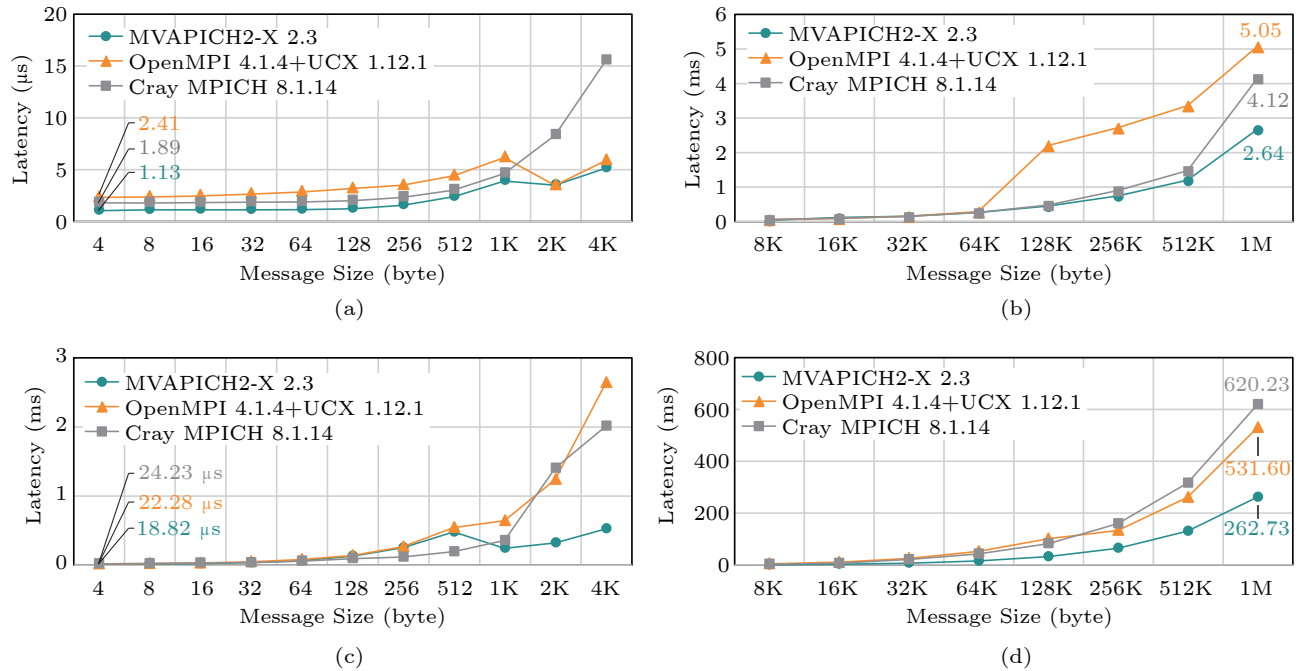 20
15
10
5
0
Latency (μs)
MVAPICH2-X 2.3
OpenMPI 4.1.4+UCX 1.12.1
Cray MPICH 8.1.14
2.41
1.89
1.13
4 8 16 32 64 128 256 512 1K 2K 4K
Message Size (byte)
(a)
6
5
4
3
2
1
0
Latency (ms)
MVAPICH2-X 2.3
OpenMPI 4.1.4+UCX 1.12.1
Cray MPICH 8.1.14
5.05
4.12
2.64
8K 16K 32K 64K 128K 256K 512K 1M
Message Size (byte)
(b)
3
2
1
0
Latency (ms)
MVAPICH2-X 2.3
OpenMPI 4.1.4+UCX 1.12.1
Cray MPICH 8.1.14
24.23 μs
22.28 μs
18.82 μs
4 8 16 32 64 128 256 512 1K 2K 4K
Message Size (byte)
(c)
800
600
400
200
0
Latency (ms)
MVAPICH2-X 2.3
OpenMPI 4.1.4+UCX 1.12.1
Cray MPICH 8.1.14
620.23
531.60
262.73
8K 16K 32K 64K 128K 256K 512K 1M
Message Size (byte)
(d)